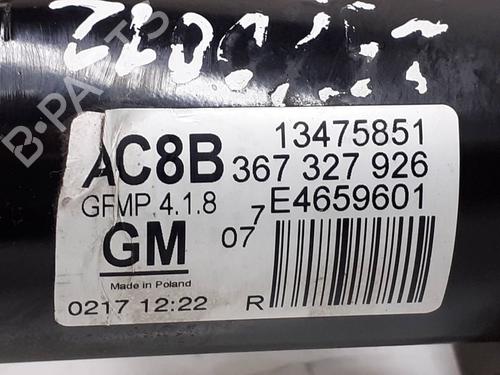 B·PARTS
AC8B
13475851
367 327 926
GFMP 4.1.8
7
E4659601
07
GM
Made in Poland
0217 12:22
R